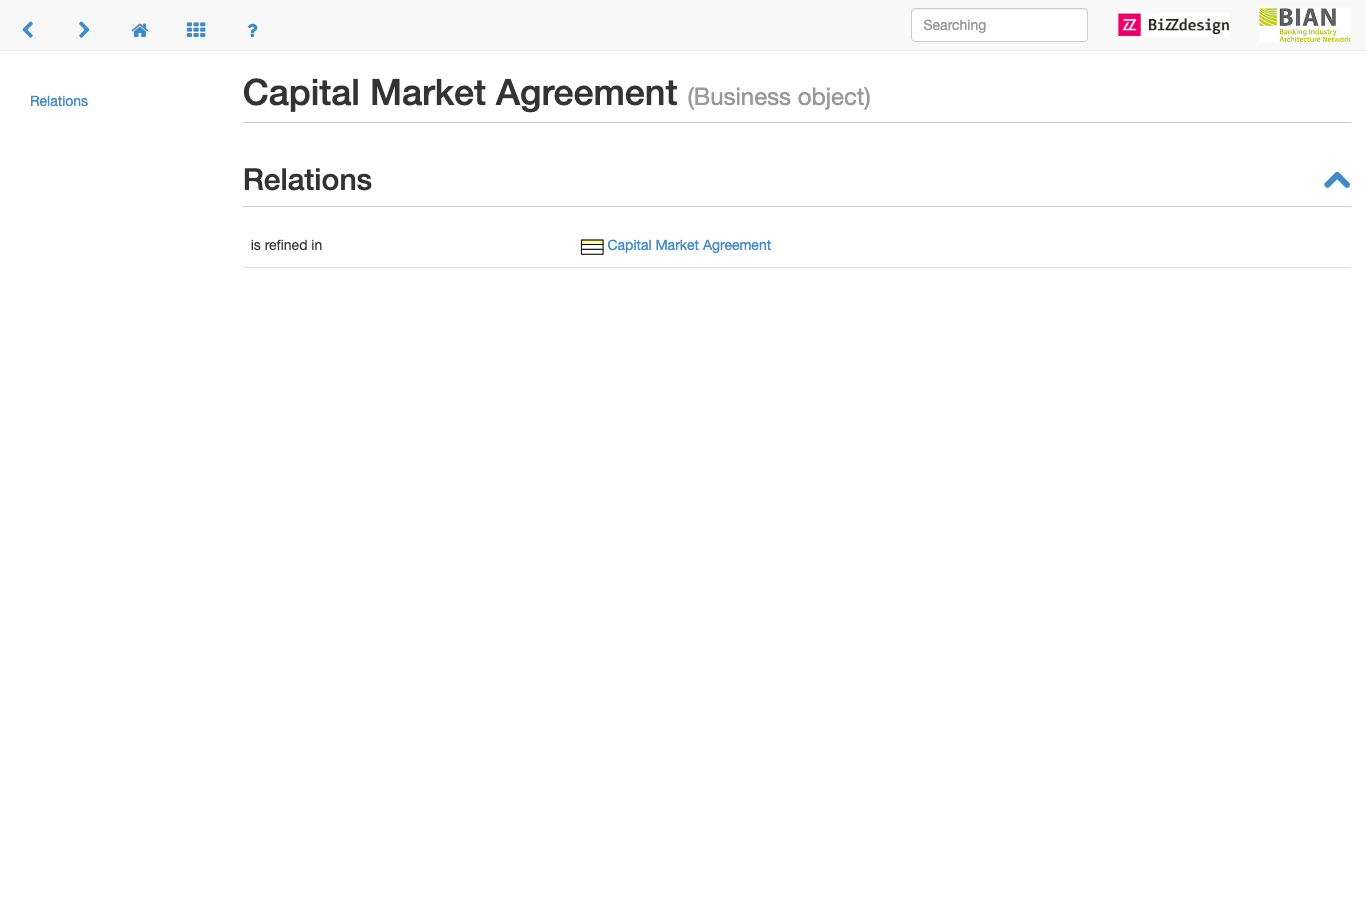 ?
Searching
ZZ BiZZdesign
BIAN
Banking Industry
Architecture Network
Relations
Capital Market Agreement (Business object)
Relations
is refined in
Capital Market Agreement